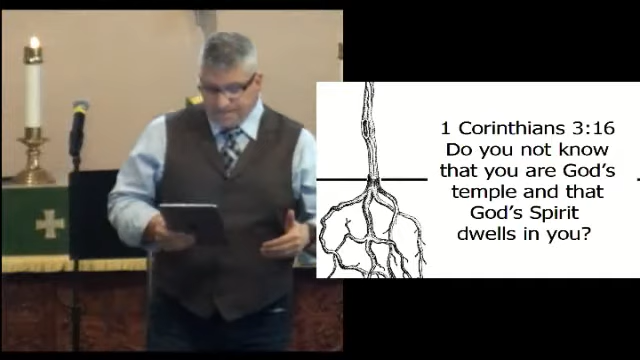 1 Corinthians 3:16
Do you not know
that you are God's
temple and that
God's Spirit
dwells in you?